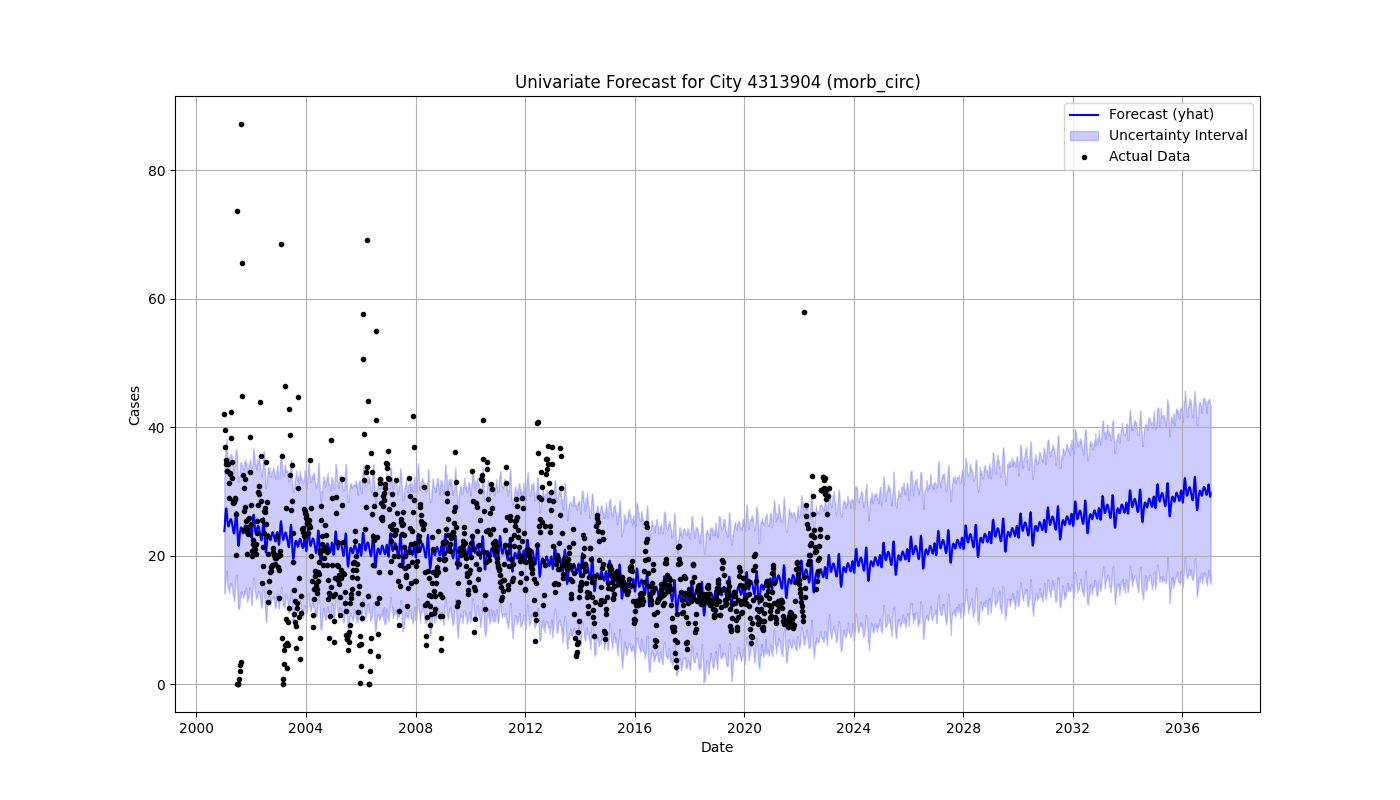 Univariate Forecast for City 4313904 (morb_circ)
Forecast (yhat)
Uncertainty Interval
Actual Data
Cases
80
60
40
20
0
2000 2004 2008 2012 2016 2020 2024 2028 2032 2036
Date